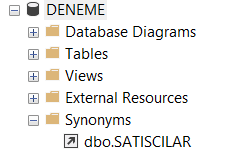 DENEME
Database Diagrams
Tables
Views
External Resources
Synonyms
dbo.SATISCILAR